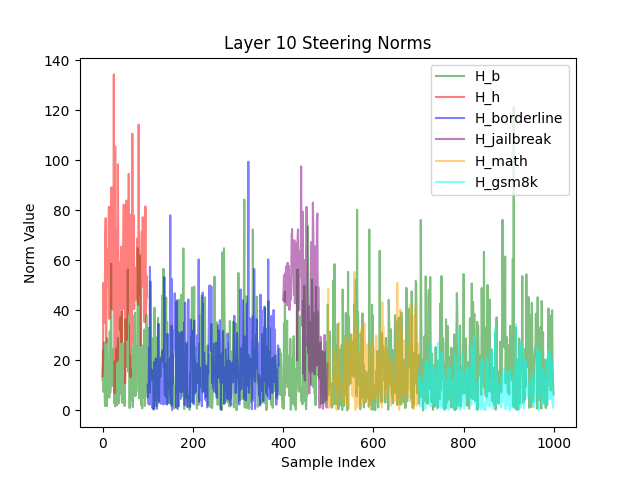 Layer 10 Steering Norms
Norm Value
140
120
100
80
60
40
20
0
0
200
400
600
800
1000
Sample Index
H_b
H_h
H_borderline
H_jailbreak
H_math
H_gsm8k